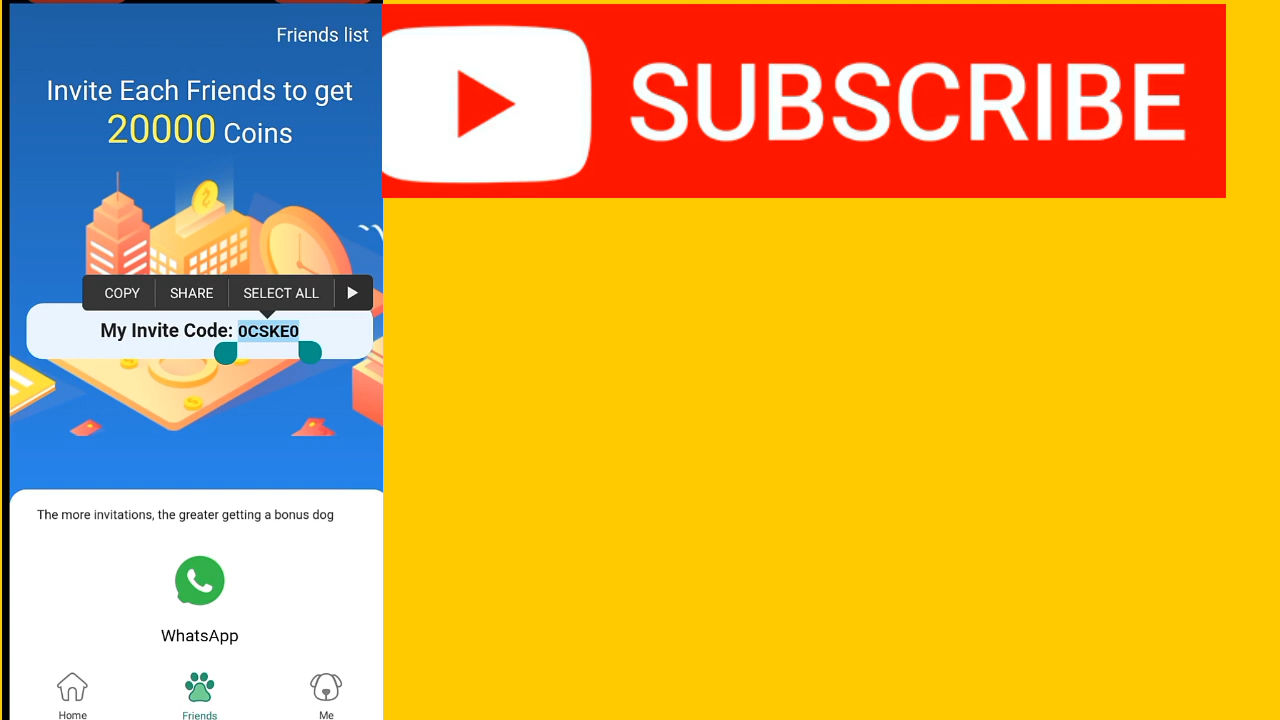 Friends list
Invite Each Friends to get
20000 Coins
COPY SHARE SELECT ALL
My Invite Code: 0CSKE0
The more invitations, the greater getting a bonus dog
WhatsApp
Home Friends Me
SUBSCRIBE